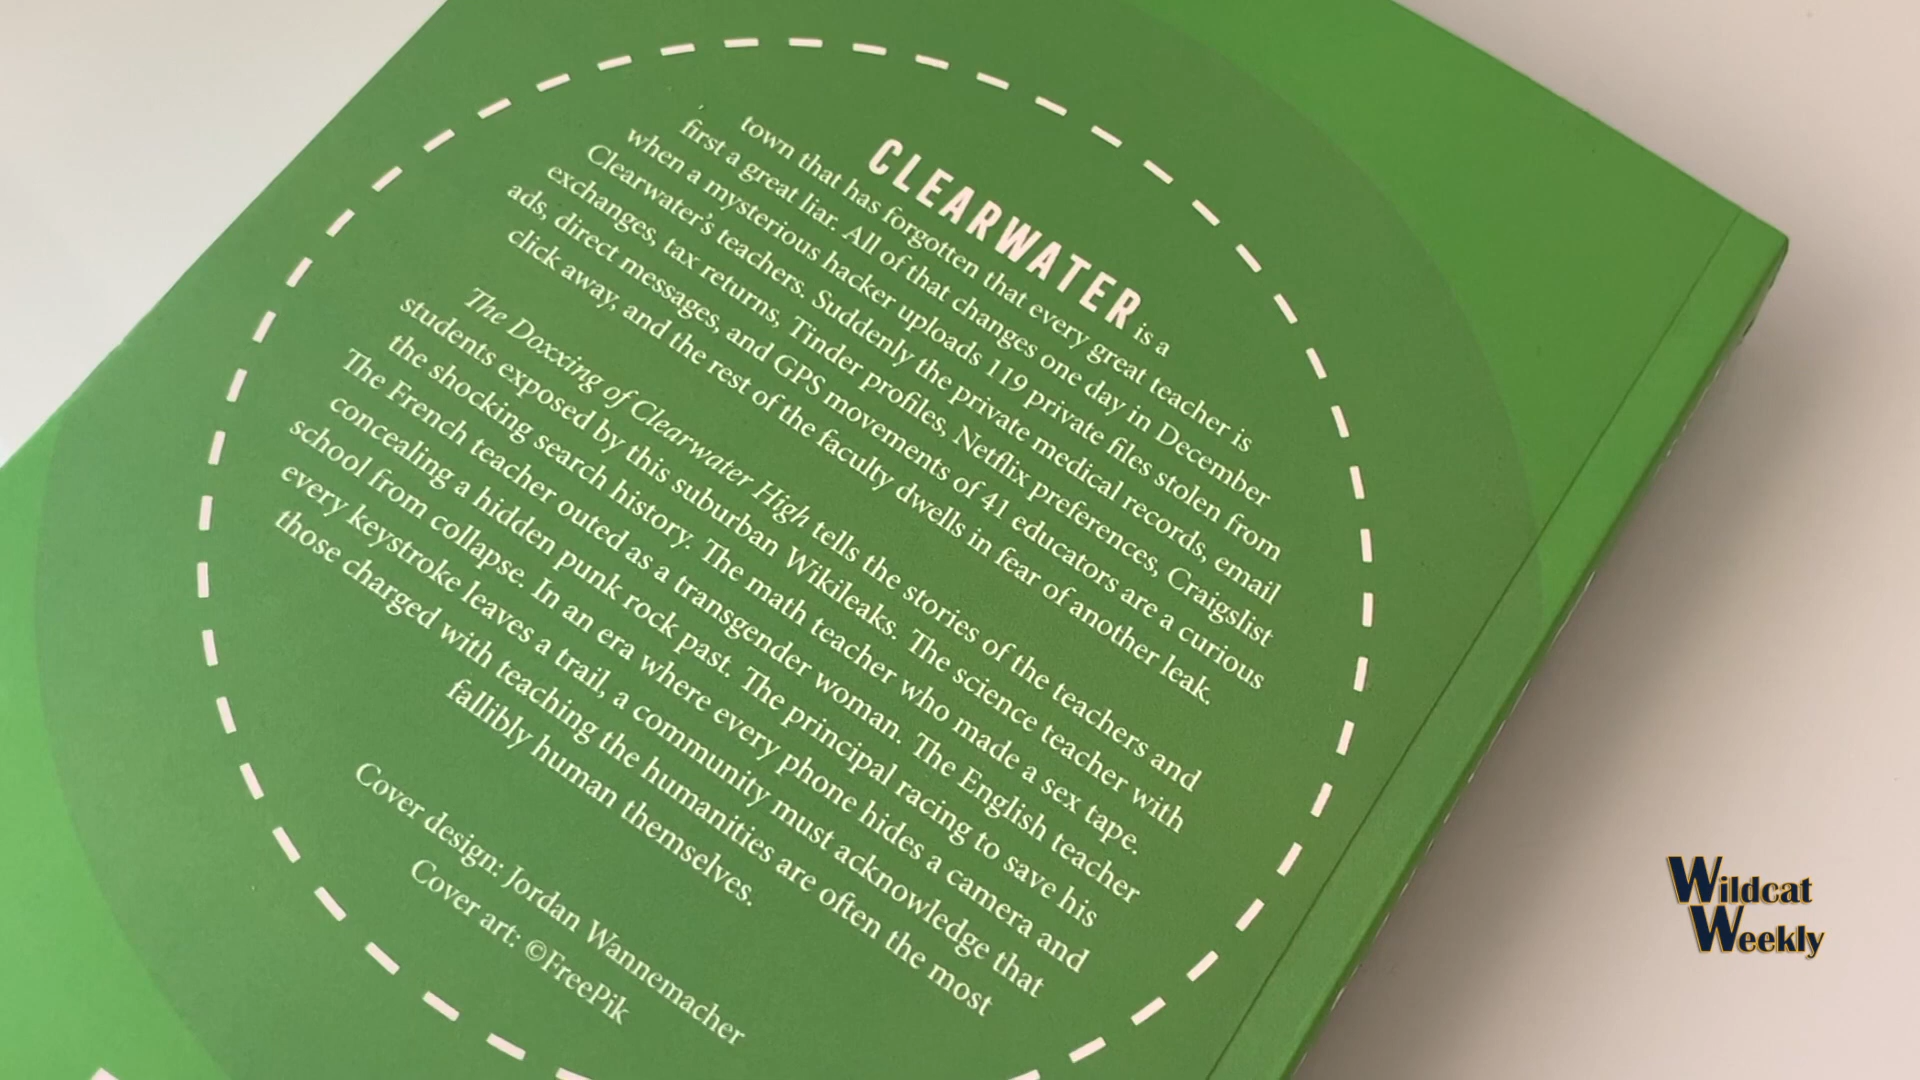 CLEARWATER is a
town that has forgotten that every great teacher is
first a great liar. All of that changes one day in December
when a mysterious hacker uploads 119 private files stolen from
Clearwater's teachers. Suddenly the private medical records, email
exchanges, tax returns, Tinder profiles, Netflix preferences, Craigslist
ads, direct messages, and GPS movements of 41 educators are a curious
click away, and the rest of the faculty dwells in fear of another leak.
The Doxxing of Clearwater High tells the stories of the teachers and
students exposed by this suburban Wikileaks. The science teacher with
the shocking search history. The math teacher who made a sex tape.
The French teacher outed as a transgender woman. The English teacher
concealing a hidden punk rock past. The principal racing to save his
school from collapse. In an era where every phone hides a camera and
every keystroke leaves a trail, a community must acknowledge that
those charged with teaching the humanities are often the most
fallibly human themselves.
Cover design: Jordan Wannemacher
Cover art: ©FreePik
Wildcat
Weekly